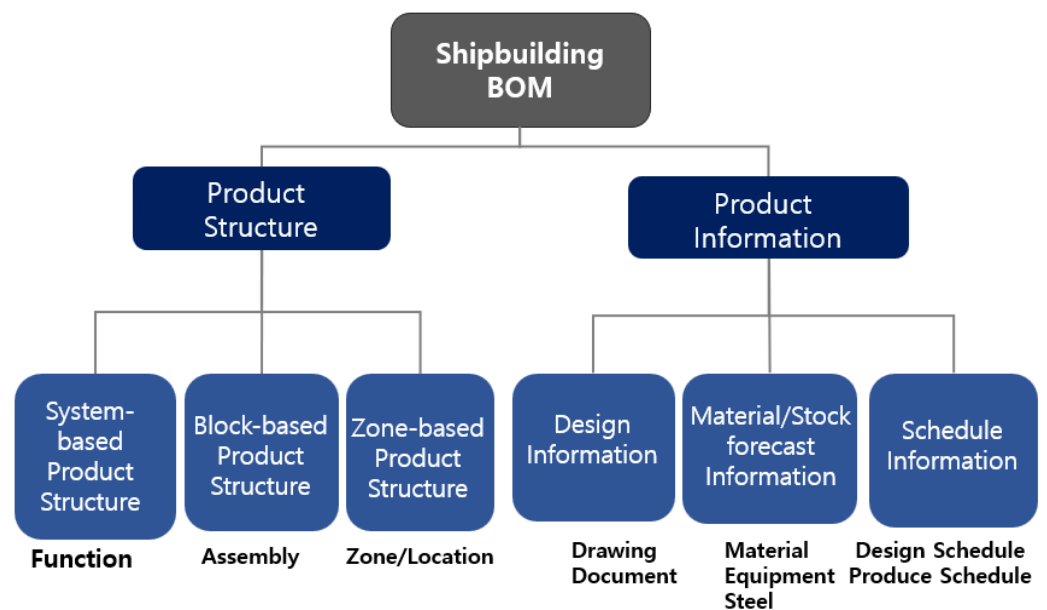 Shipbuilding
BOM
Product
Structure
Product
Information
System-
based
Product
Structure
Block-based
Product
Structure
Zone-based
Product
Structure
Design
Information
Material/Stock
forecast
Information
Schedule
Information
Function
Assembly
Zone/Location
Drawing
Document
Material
Equipment
Steel
Design Schedule
Produce Schedule